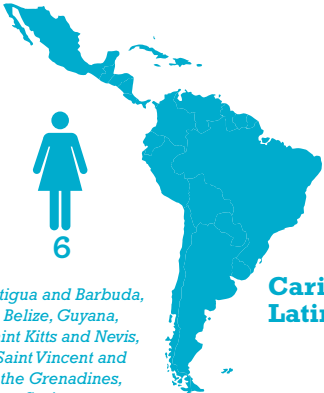 6
tigua and Barbuda,
Belize, Guyana,
int Kitts and Nevis,
Saint Vincent and
the Grenadines,
Cari
Latin